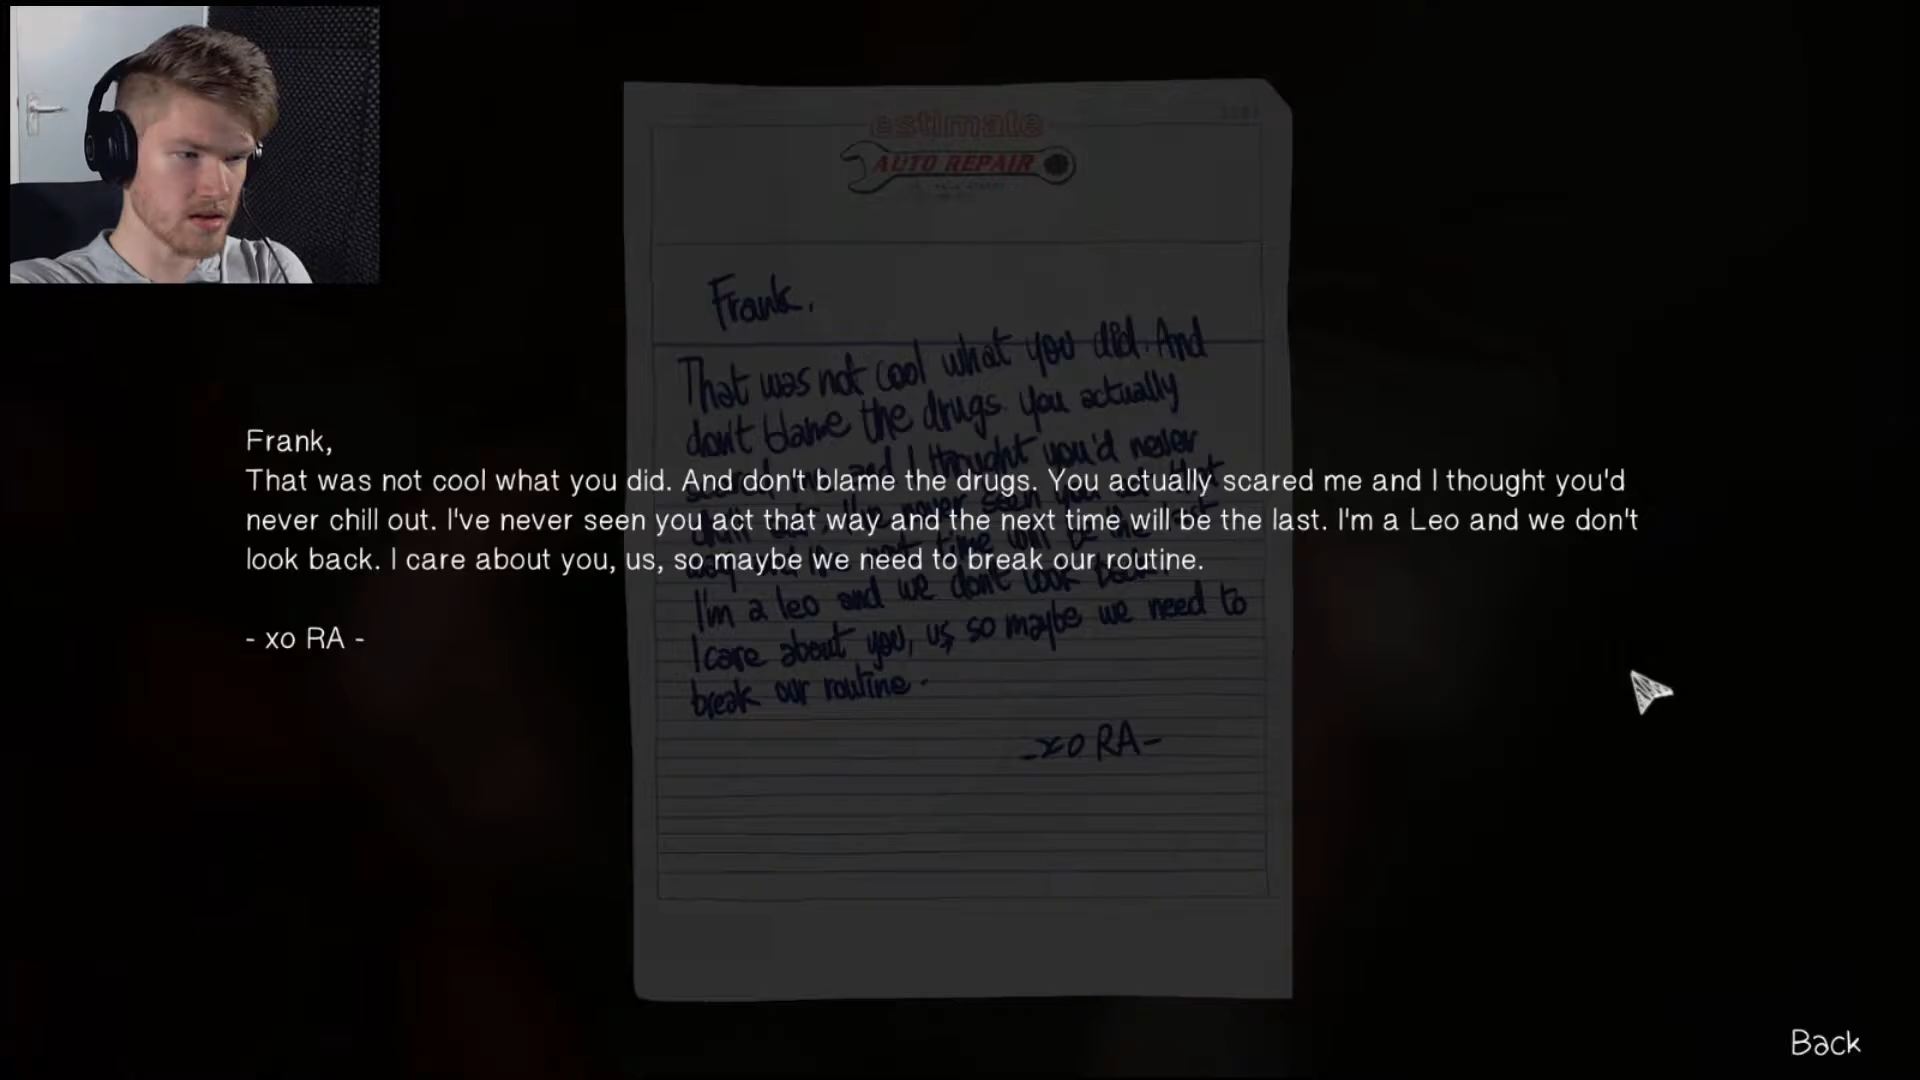 estimate
AUTO REPAIR
Frank,
That was not cool what you did. And
don't blame the drugs. You actually
scared me and I thought you'd never
I'm a leo and we don't look back.
I care about you, us, so maybe we need to
break our routine.
-xo RA-
Frank,
That was not cool what you did. And don't blame the drugs. You actually scared me and I thought you'd
never chill out. I've never seen you act that way and the next time will be the last. I'm a Leo and we don't
look back. I care about you, us, so maybe we need to break our routine.
- xo RA -
Back